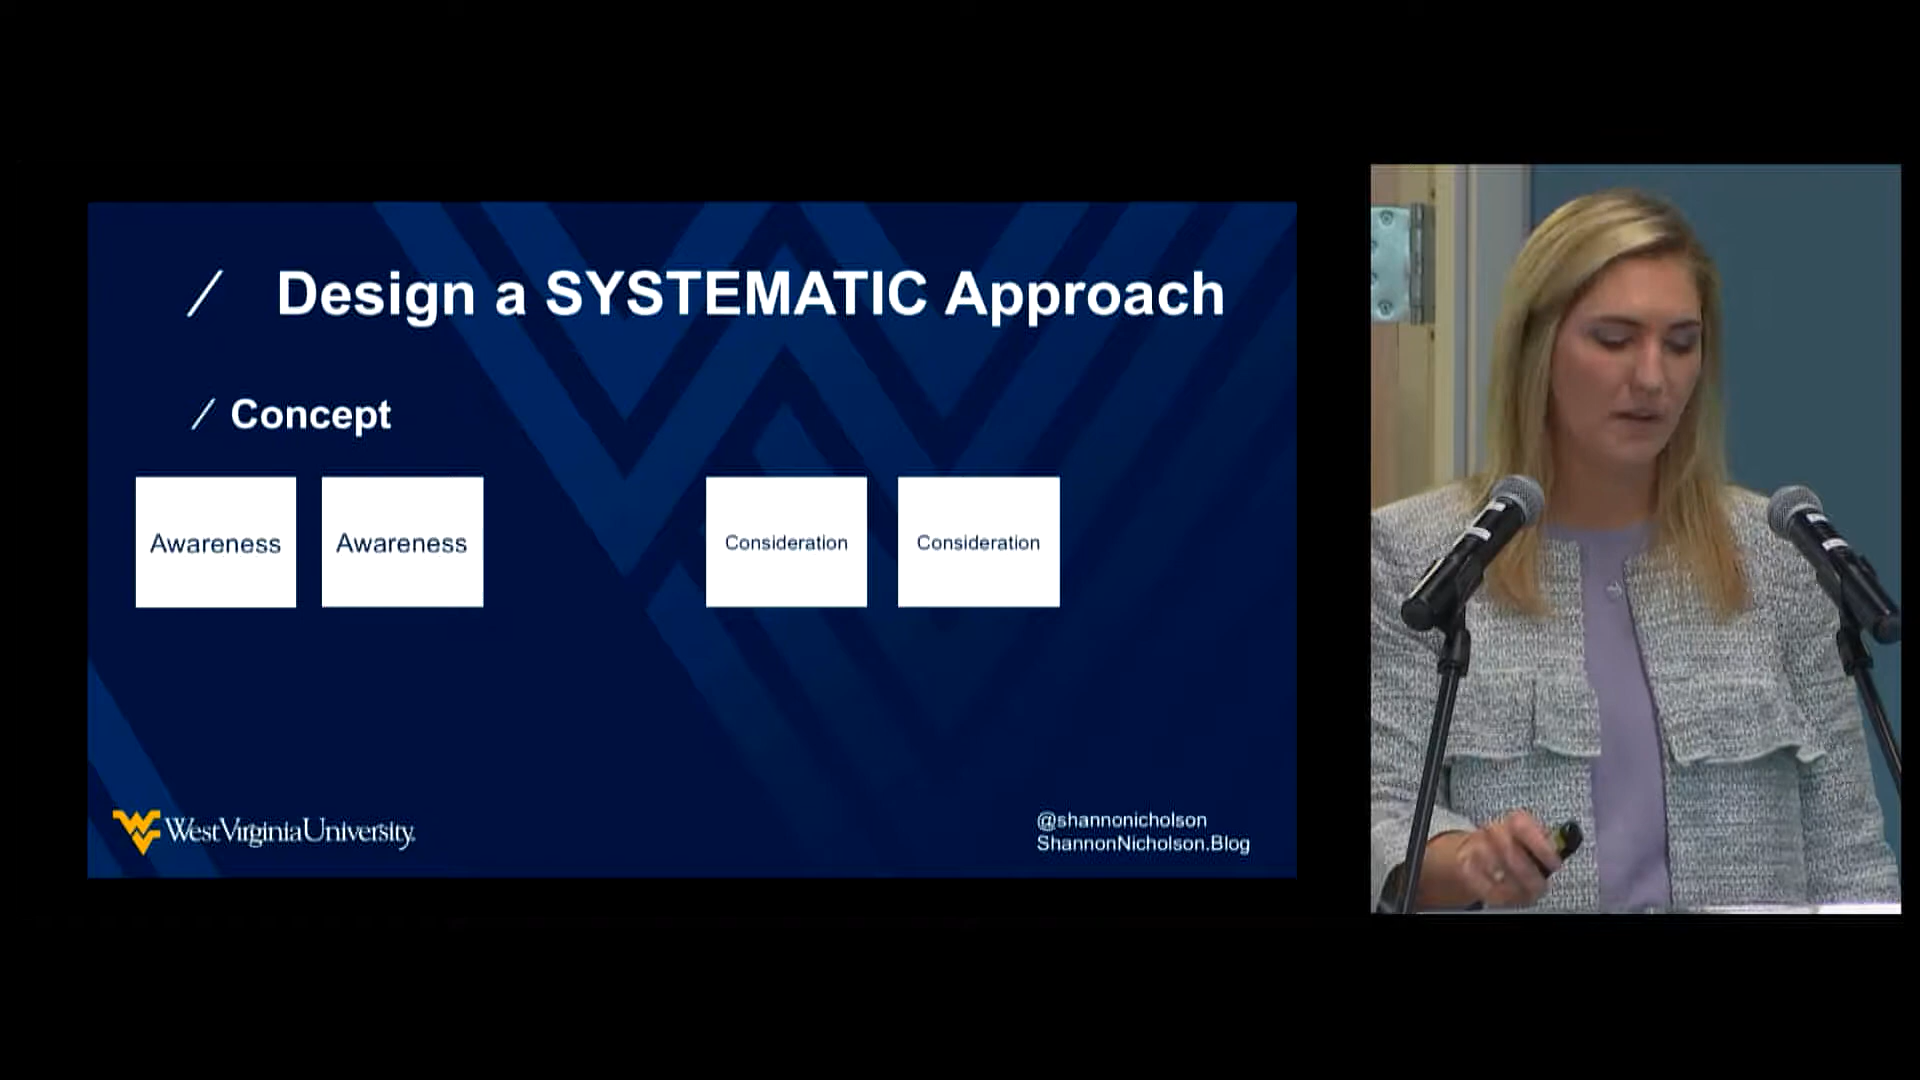 / Design a SYSTEMATIC Approach
/ Concept
Awareness Awareness Consideration Consideration
WestVirginiaUniversity.
@shannonicholson
ShannonNicholson.Blog